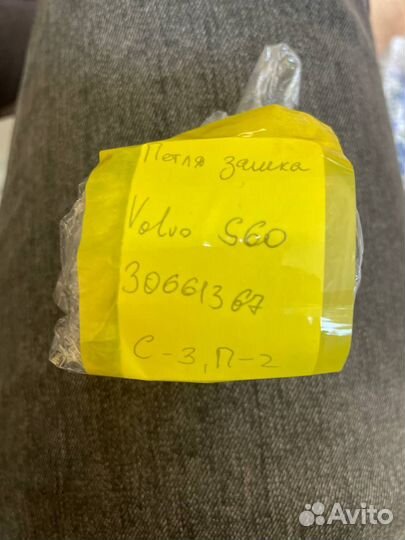 Петля замка
Volvo S60
30661367
С-3, П-2
Avito